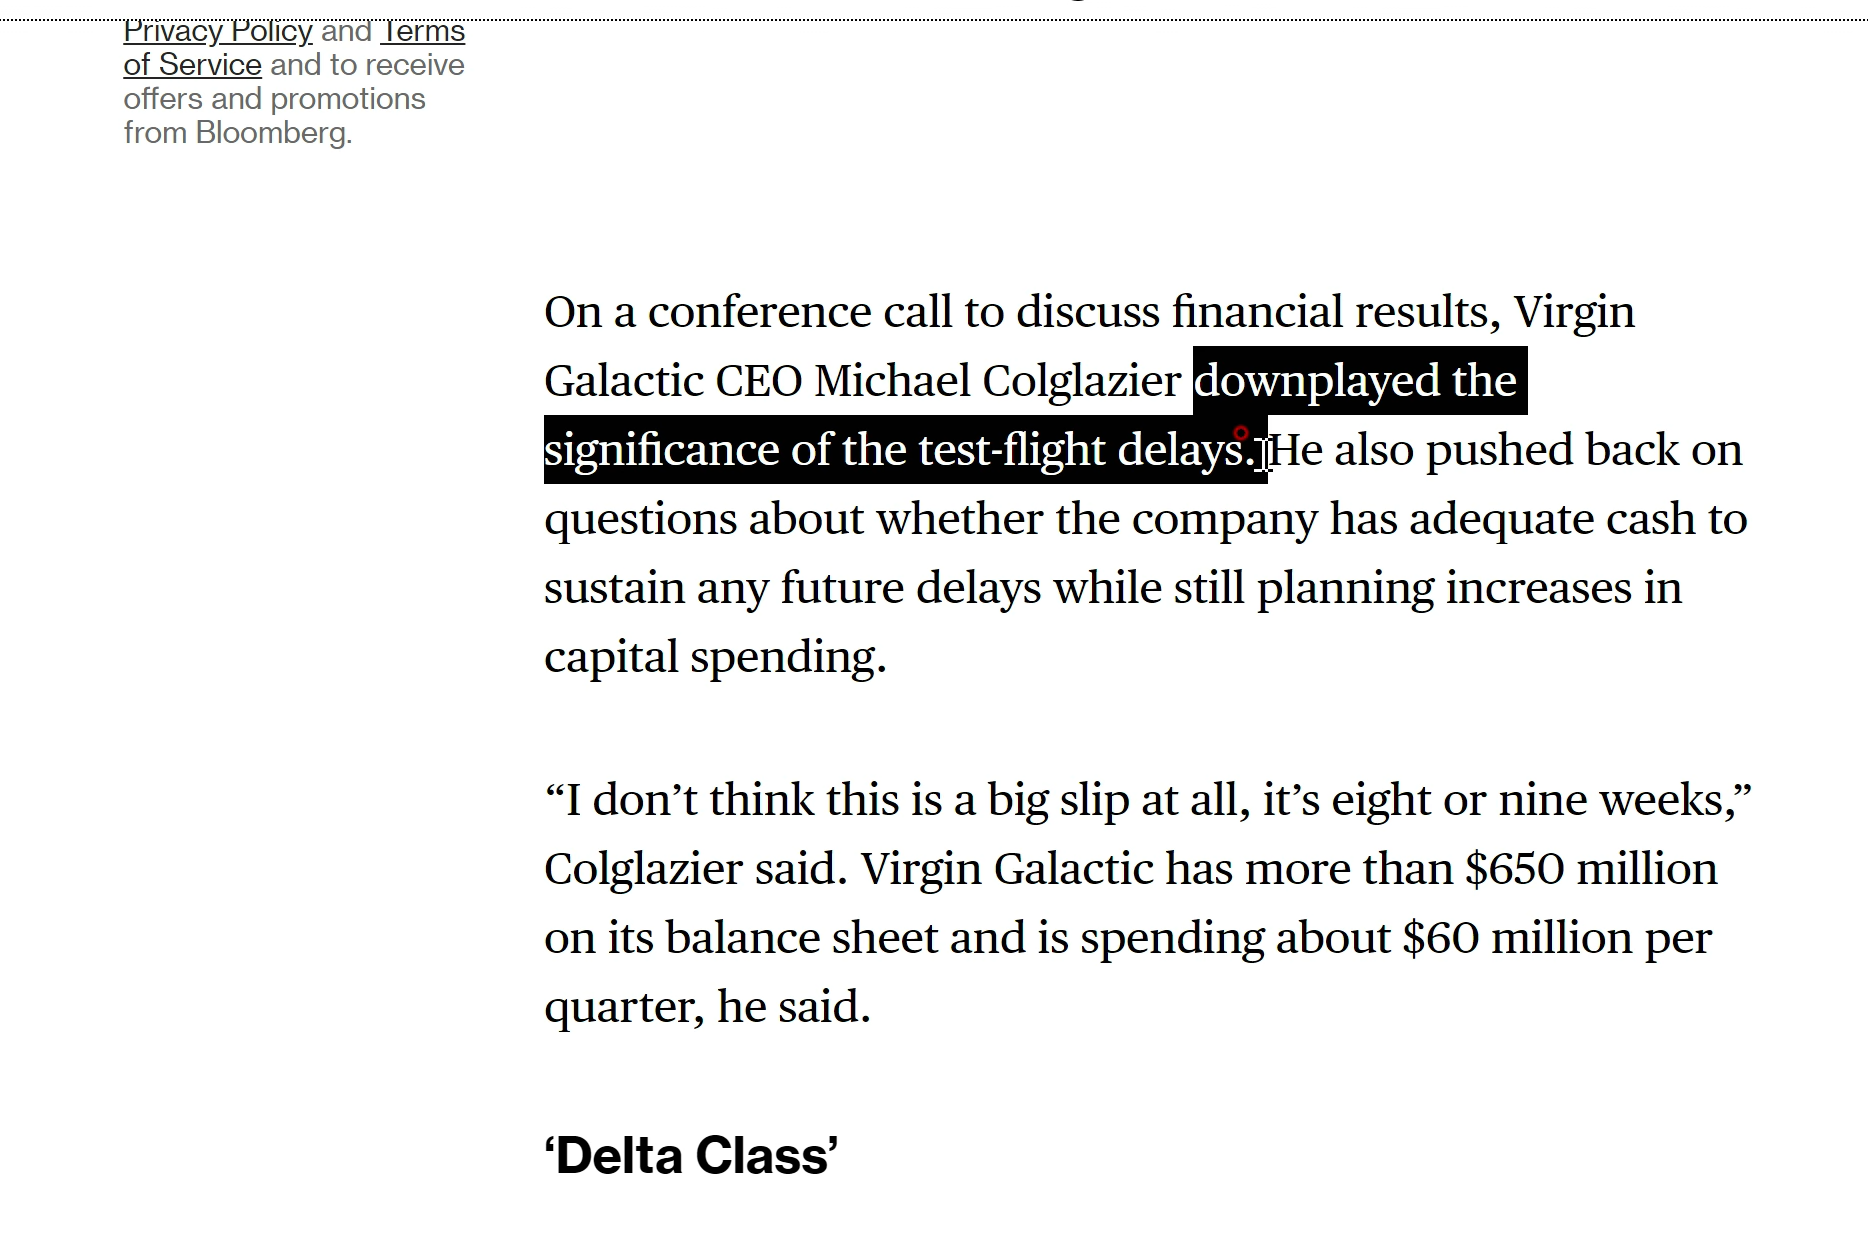 Privacy Policy and Terms
of Service and to receive
offers and promotions
from Bloomberg.
On a conference call to discuss financial results, Virgin
Galactic CEO Michael Colglazier downplayed the
significance of the test-flight delays. He also pushed back on
questions about whether the company has adequate cash to
sustain any future delays while still planning increases in
capital spending.
“I don’t think this is a big slip at all, it’s eight or nine weeks,”
Colglazier said. Virgin Galactic has more than $650 million
on its balance sheet and is spending about $60 million per
quarter, he said.
‘Delta Class’